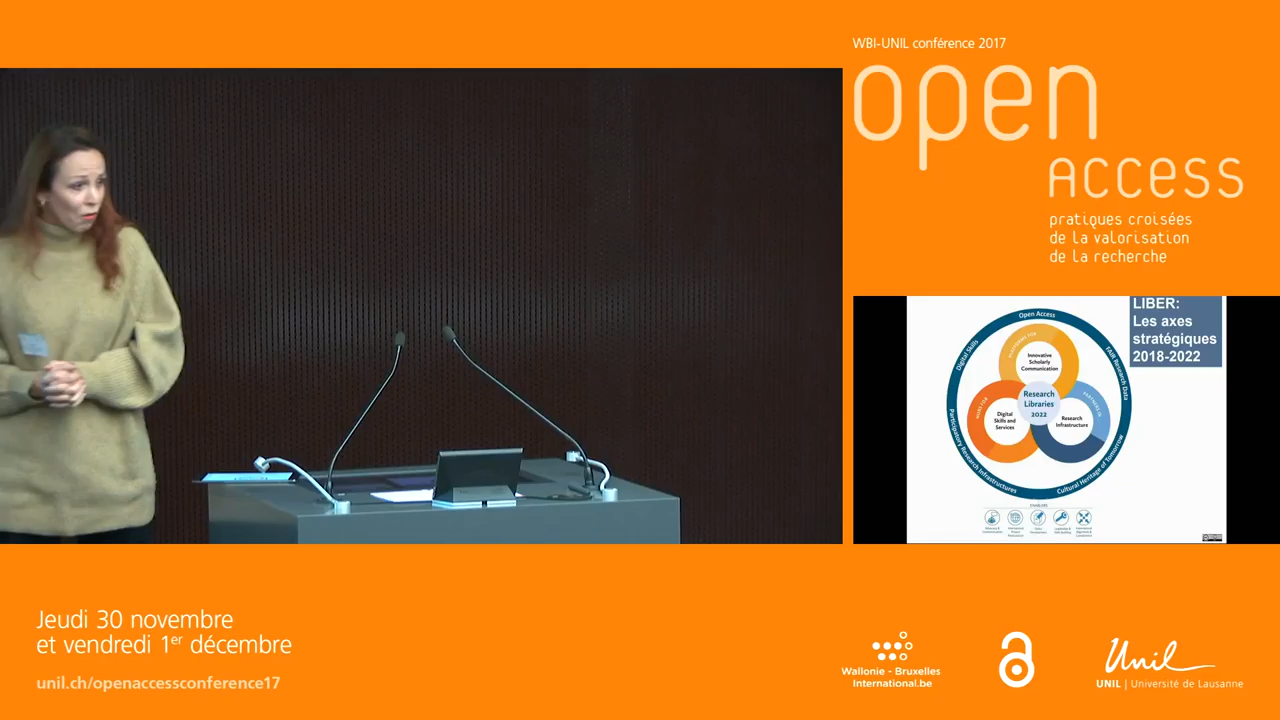 WBI-UNIL conférence 2017
open
access
pratiques croisées
de la valorisation
de la recherche
LIBER:
Les axes
stratégiques
2018-2022
Open Access
Digital Skills
FAIR Research Data
Participatory Research Infrastructures
Cultural Heritage of Tomorrow
Innovative
Scholarly
Communication
Research
Libraries
2022
Digital
Skills and
Services
Research
Infrastructure
Jeudi 30 novembre
et vendredi 1er décembre
unil.ch/openaccessconference17
Wallonie - Bruxelles
International.be
Unil
UNIL | Université de Lausanne